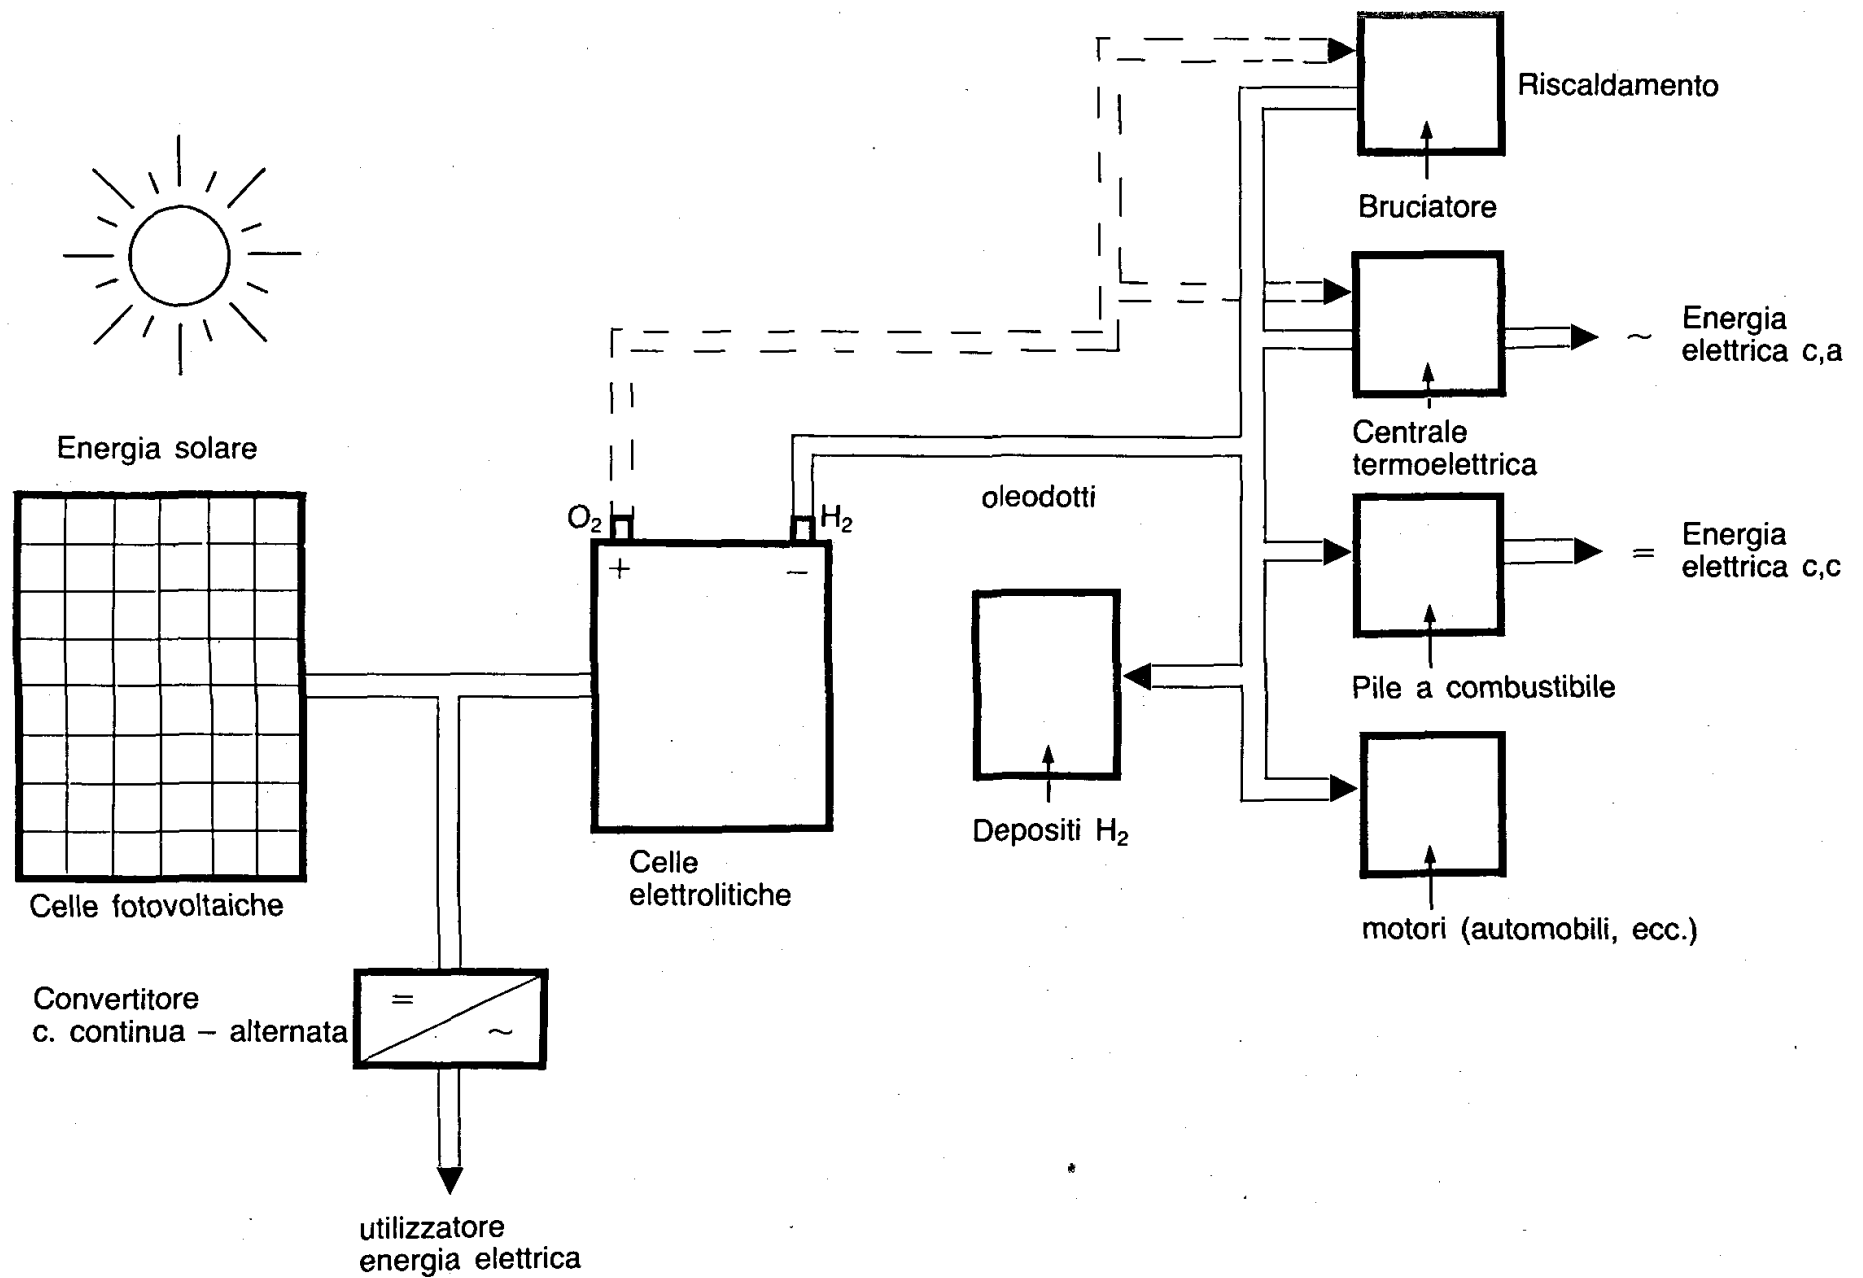 Riscaldamento
Bruciatore
Energia
elettrica c,a
~
Centrale
termoelettrica
Energia solare
oleodotti
O₂
H₂
+
–
=
Energia
elettrica c,c
Pile a combustibile
Depositi H₂
Celle
elettrolitiche
Celle fotovoltaiche
motori (automobili, ecc.)
Convertitore
c. continua – alternata
=
~
utilizzatore
energia elettrica